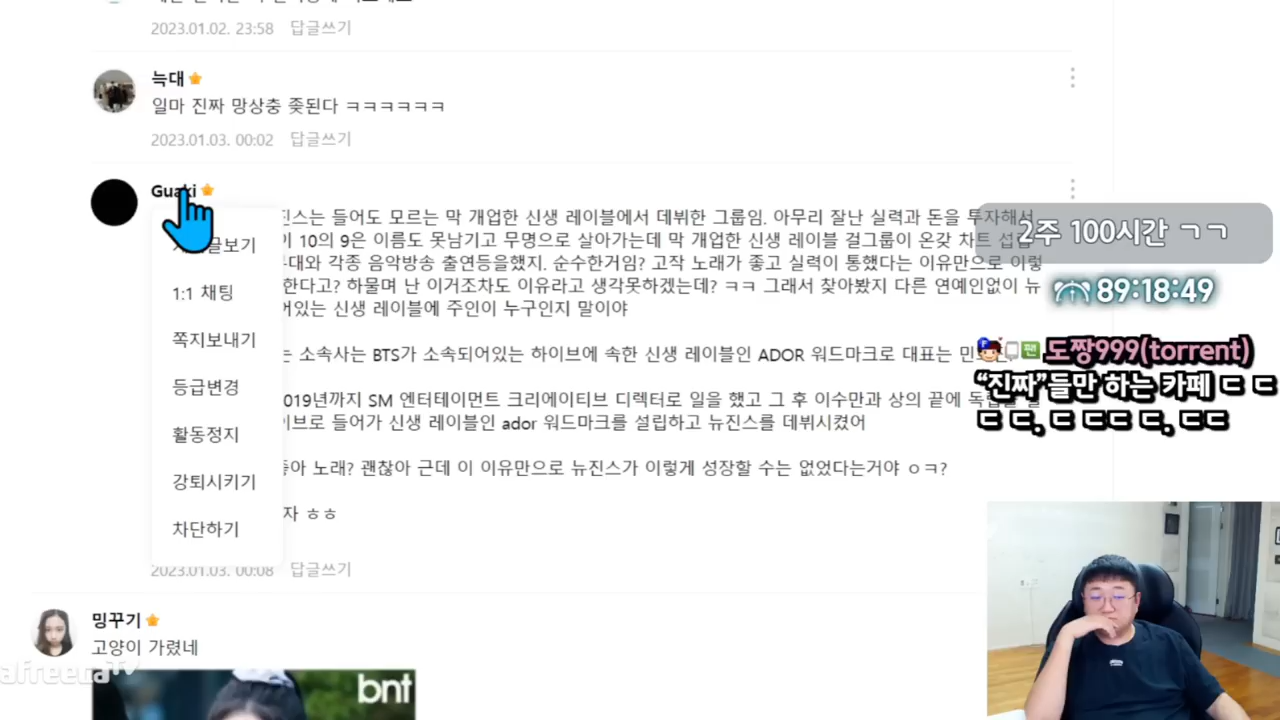 2023.01.02. 23:58 답글쓰기
늑대
일마 진짜 망상충 좆된다 ㅋㅋㅋㅋㅋㅋ
2023.01.03. 00:02 답글쓰기
Guaki
진스는 들어도 모르는 막 개업한 신생 레이블에서 데뷔한 그룹임. 아무리 잘난 실력과 돈을 투자해서
이 10의 9은 이름도 못남기고 무명으로 살아가는데 막 개업한 신생 레이블 걸그룹이 온갖 차트
무대와 각종 음악방송 출연등을했지. 순수한거임? 고작 노래가 좋고 실력이 통했다는 이유만으로 이렇
한다고? 하물며 난 이거조차도 이유라고 생각못하겠는데? ㅋㅋ 그래서 찾아봤지 다른 연예인없이 뉴
어있는 신생 레이블에 주인이 누구인지 말이야
는 소속사는 BTS가 소속되어있는 하이브에 속한 신생 레이블인 ADOR 워드마크로 대표는
2019년까지 SM 엔터테이먼트 크리에이티브 디렉터로 일을 했고 그 후 이수만과 상의 끝에
이브로 들어가 신생 레이블인 ador 워드마크를 설립하고 뉴진스를 데뷔시켰어
좋아 노래? 괜찮아 근데 이 이유만으로 뉴진스가 이렇게 성장할 수는 없었다는거야 ㅇㅋ?
자 ㅎㅎ
글보기
1:1 채팅
쪽지보내기
등급변경
활동정지
강퇴시키기
차단하기
2023.01.03. 00:08 답글쓰기
밍꾸기
고양이 가렸네
afreecaTV
bnt
2주 100시간 ㄱㄱ
89:18:49
팬 도짱999(torrent)
“진짜”들만 하는 카페 ㄷ ㄷ
ㄷ ㄷ, ㄷ ㄷㄷ ㄷ, ㄷㄷ